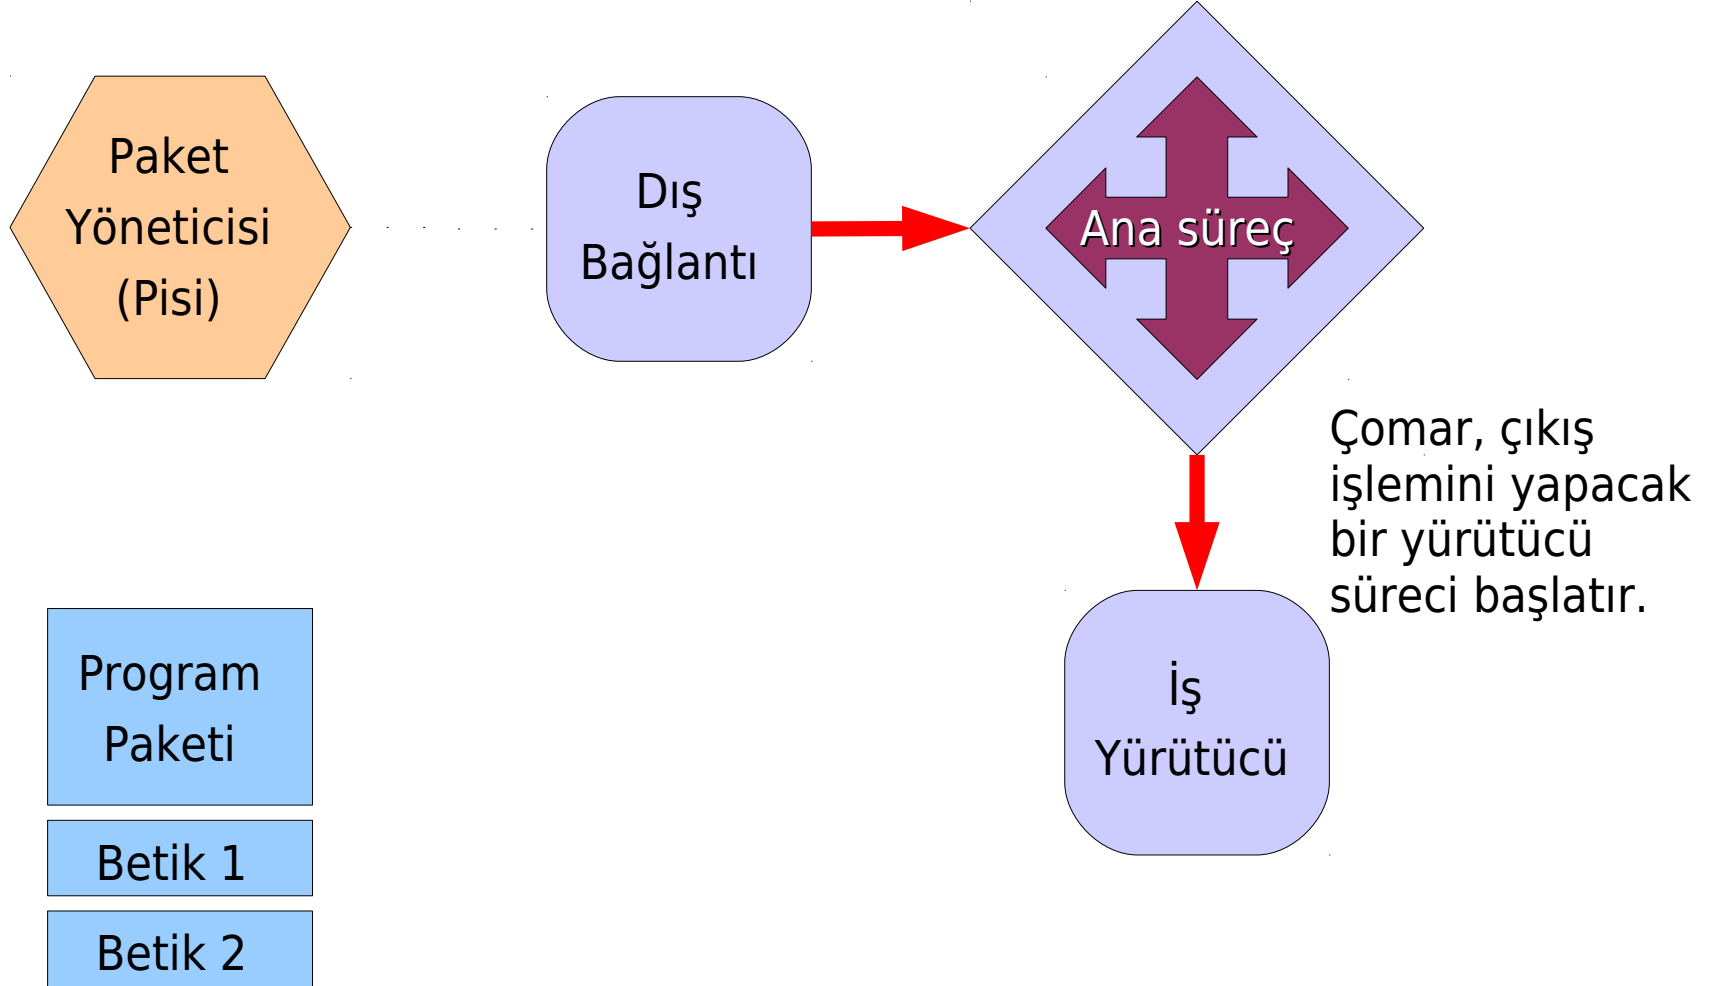 Paket
Yöneticisi
(Pisi)
Dış
Bağlantı
Ana süreç
Çomar, çıkış
işlemini yapacak
bir yürütücü
süreci başlatır.
İş
Yürütücü
Program
Paketi
Betik 1
Betik 2